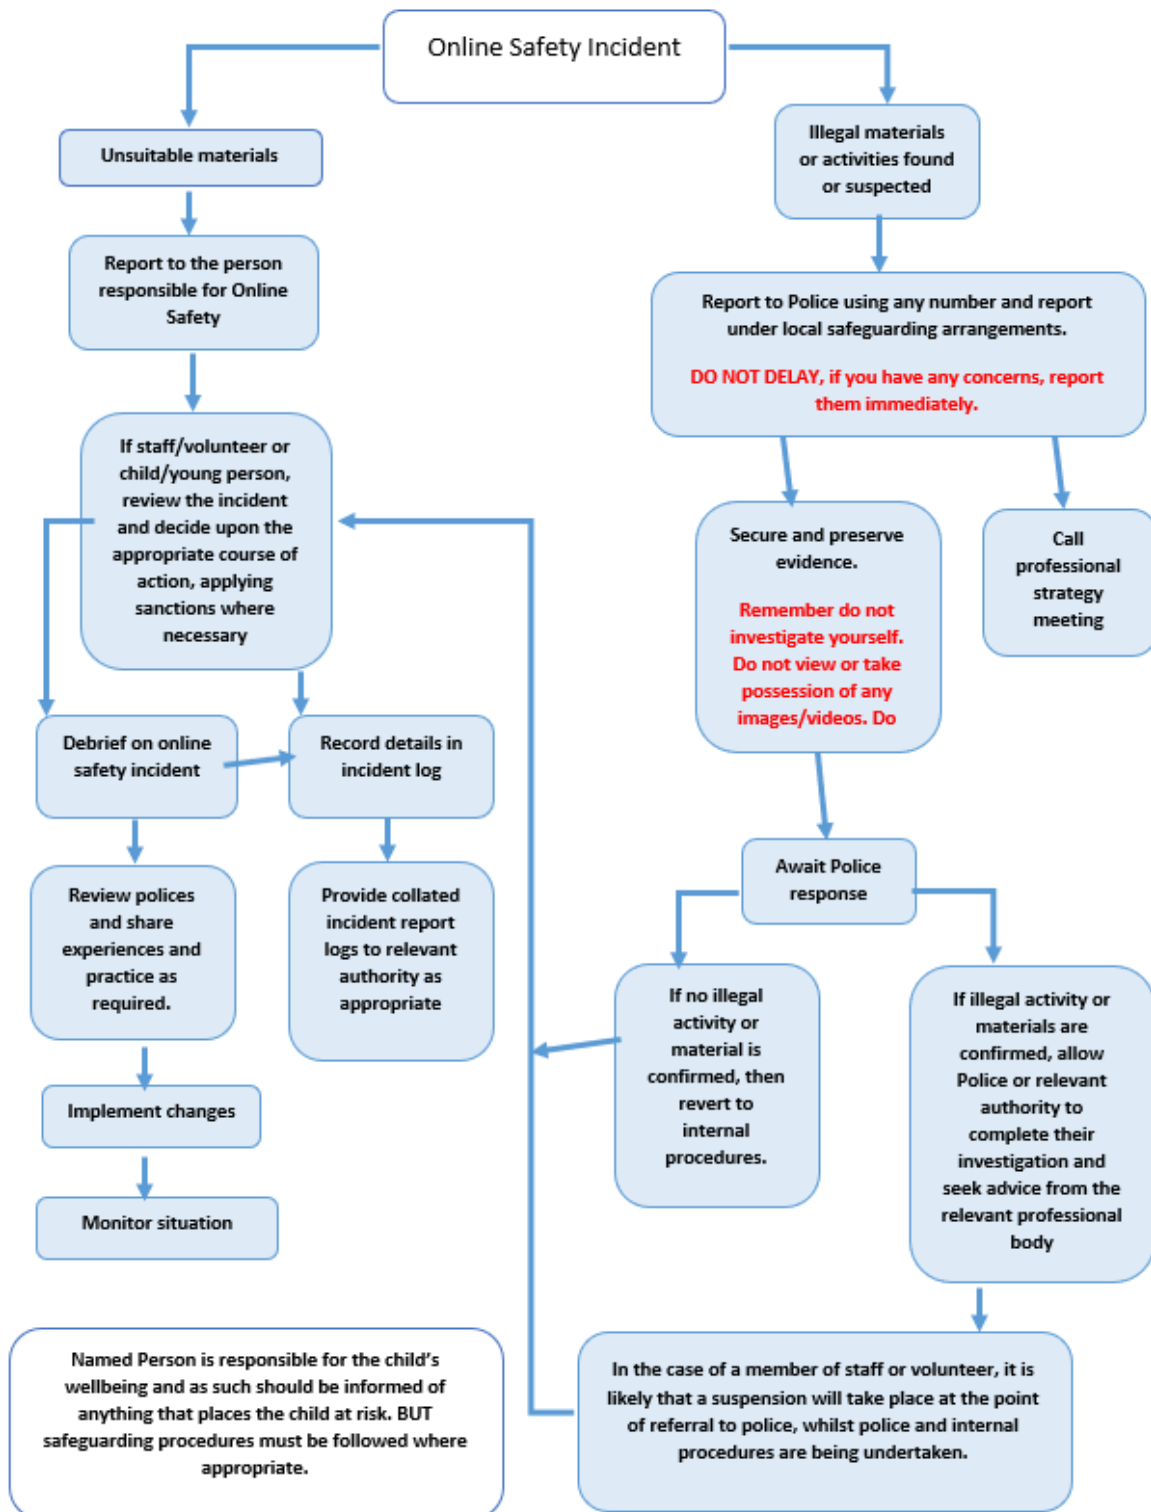 Online Safety Incident
Unsuitable materials
Report to the person
responsible for Online
Safety
If staff/volunteer or
child/young person,
review the incident
and decide upon the
appropriate course of
action, applying
sanctions where
necessary
Debrief on online
safety incident
Record details in
incident log
Review polices
and share
experiences and
practice as
required.
Provide collated
incident report
logs to relevant
authority as
appropriate
Implement changes
Monitor situation
Illegal materials
or activities found
or suspected
Report to Police using any number and report
under local safeguarding arrangements.
DO NOT DELAY, if you have any concerns, report
them immediately.
Secure and preserve
evidence.
Remember do not
investigate yourself.
Do not view or take
possession of any
images/videos. Do
Call
professional
strategy
meeting
Await Police
response
If no illegal
activity or
material is
confirmed, then
revert to
internal
procedures.
If illegal activity or
materials are
confirmed, allow
Police or relevant
authority to
complete their
investigation and
seek advice from the
relevant professional
body
In the case of a member of staff or volunteer, it is
likely that a suspension will take place at the point
of referral to police, whilst police and internal
procedures are being undertaken.
Named Person is responsible for the child's
wellbeing and as such should be informed of
anything that places the child at risk. BUT
safeguarding procedures must be followed where
appropriate.